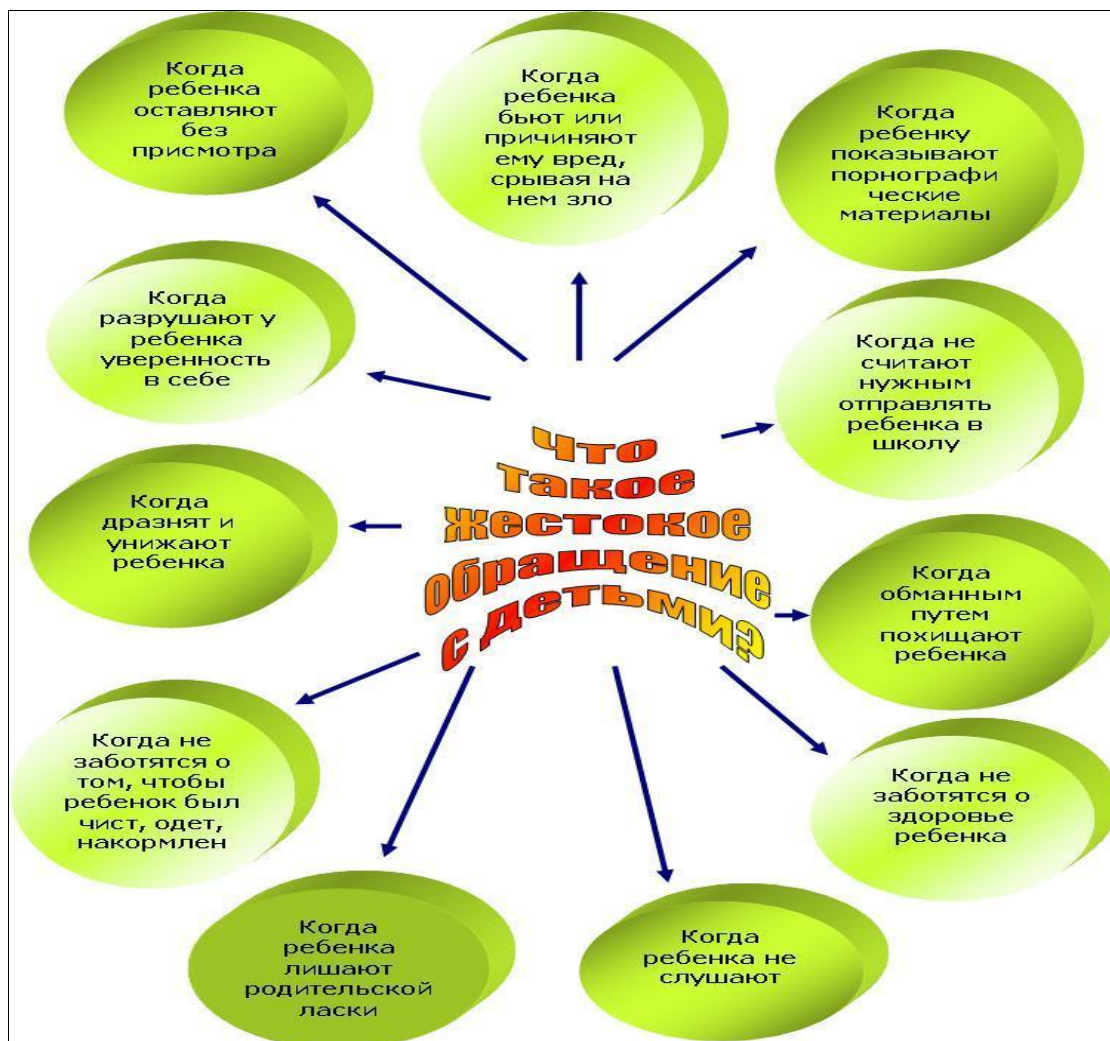 Когда
ребенка
оставляют
без
присмотра
Когда
ребенка
бьют или
причиняют
ему вред,
срывая на
нем зло
Когда
ребенку
показывают
порнографи
ческие
материалы
Когда
разрушают у
ребенка
уверенность
в себе
Когда не
считают
нужным
отправлять
ребенка в
школу
Что
такое
жестокое
обращение
с детьми?
Когда
дразнят и
унижают
ребенка
Когда
обманным
путем
похищают
ребенка
Когда не
заботятся о
том, чтобы
ребенок был
чист, одет,
накормлен
Когда не
заботятся о
здоровье
ребенка
Когда
ребенка
лишают
родительской
ласки
Когда
ребенка не
слушают